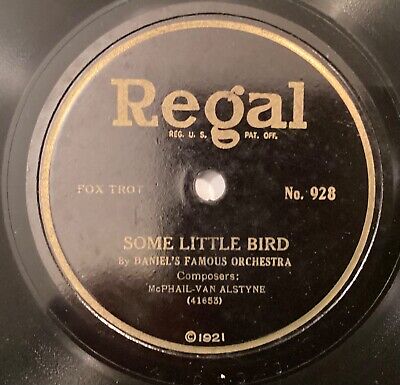 Regal
REG. U. S. PAT. OFF.
FOX TROT No. 928
SOME LITTLE BIRD
By DANIEL'S FAMOUS ORCHESTRA
Composers:
McPHAIL-VAN ALSTYNE
(41653)
©1921